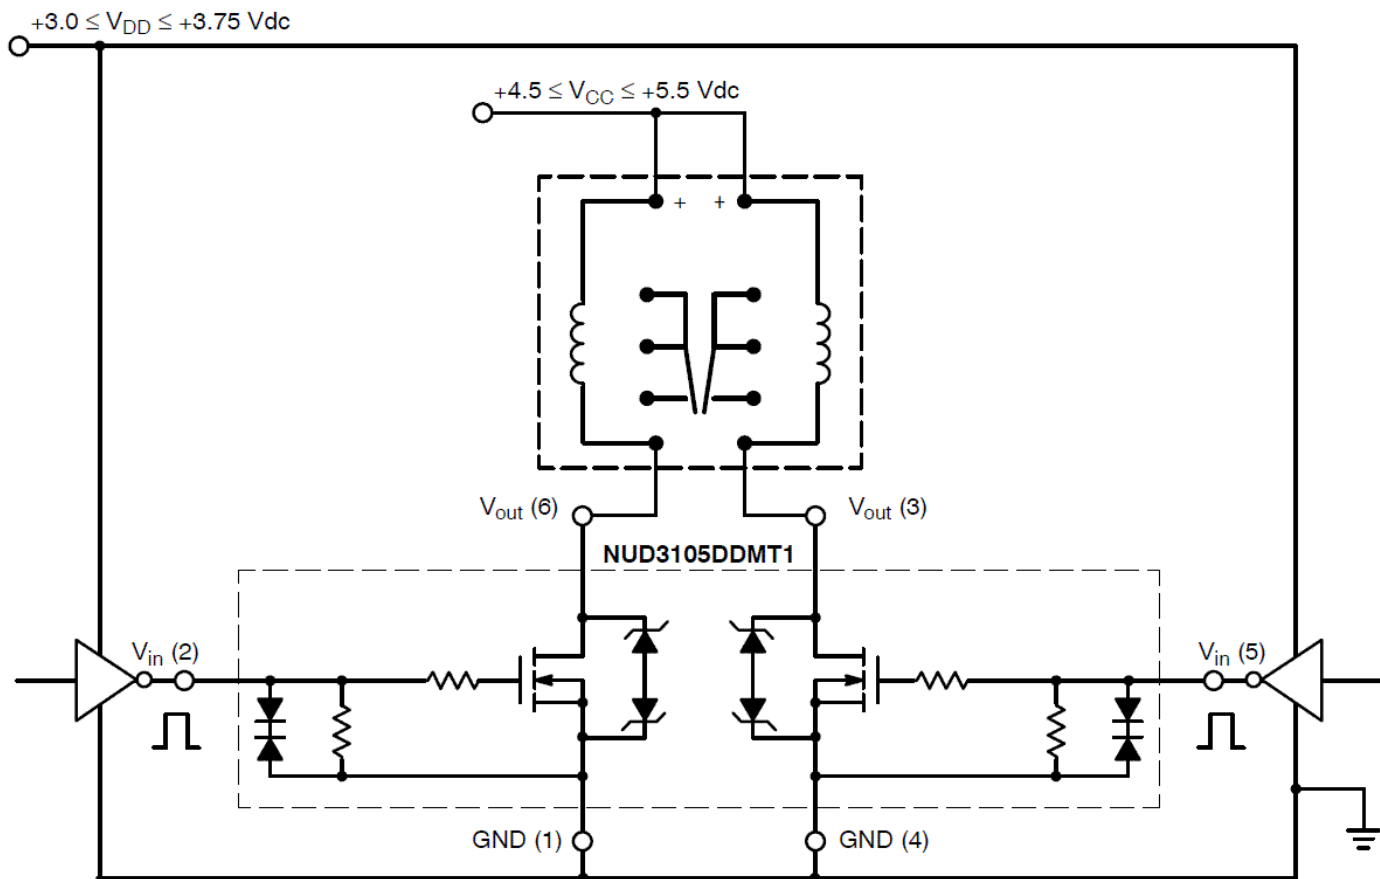 +3.0 ≤ VDD ≤ +3.75 Vdc
+4.5 ≤ VCC ≤ +5.5 Vdc
+ +
Vout (6)
Vout (3)
NUD3105DDMT1
Vin (2)
Vin (5)
GND (1)
GND (4)